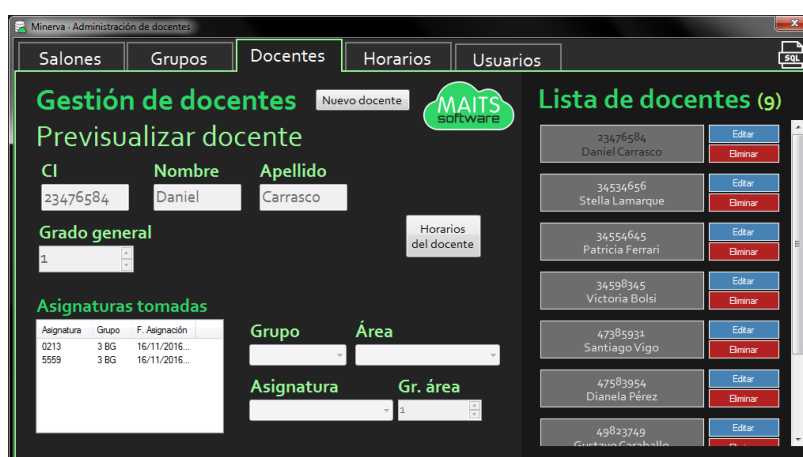 Minerva - Administración de docentes
Salones Grupos Docentes Horarios Usuarios
SQL
Gestión de docentes
Nuevo docente
MAITS
software
Previsualizar docente
CI Nombre Apellido
23476584 Daniel Carrasco
Grado general
1
Horarios
del docente
Asignaturas tomadas
Asignatura Grupo F. Asignación
0213 3 BG 16/11/2016...
5559 3 BG 16/11/2016...
Grupo Área
Asignatura Gr. área
1
Lista de docentes (9)
23476584
Daniel Carrasco
Editar
Eliminar
34534656
Stella Lamarque
Editar
Eliminar
34554645
Patricia Ferrari
Editar
Eliminar
34598345
Victoria Bolsi
Editar
Eliminar
47385931
Santiago Vigo
Editar
Eliminar
47583954
Dianela Pérez
Editar
Eliminar
49823749
Gustavo Caraballo
Editar